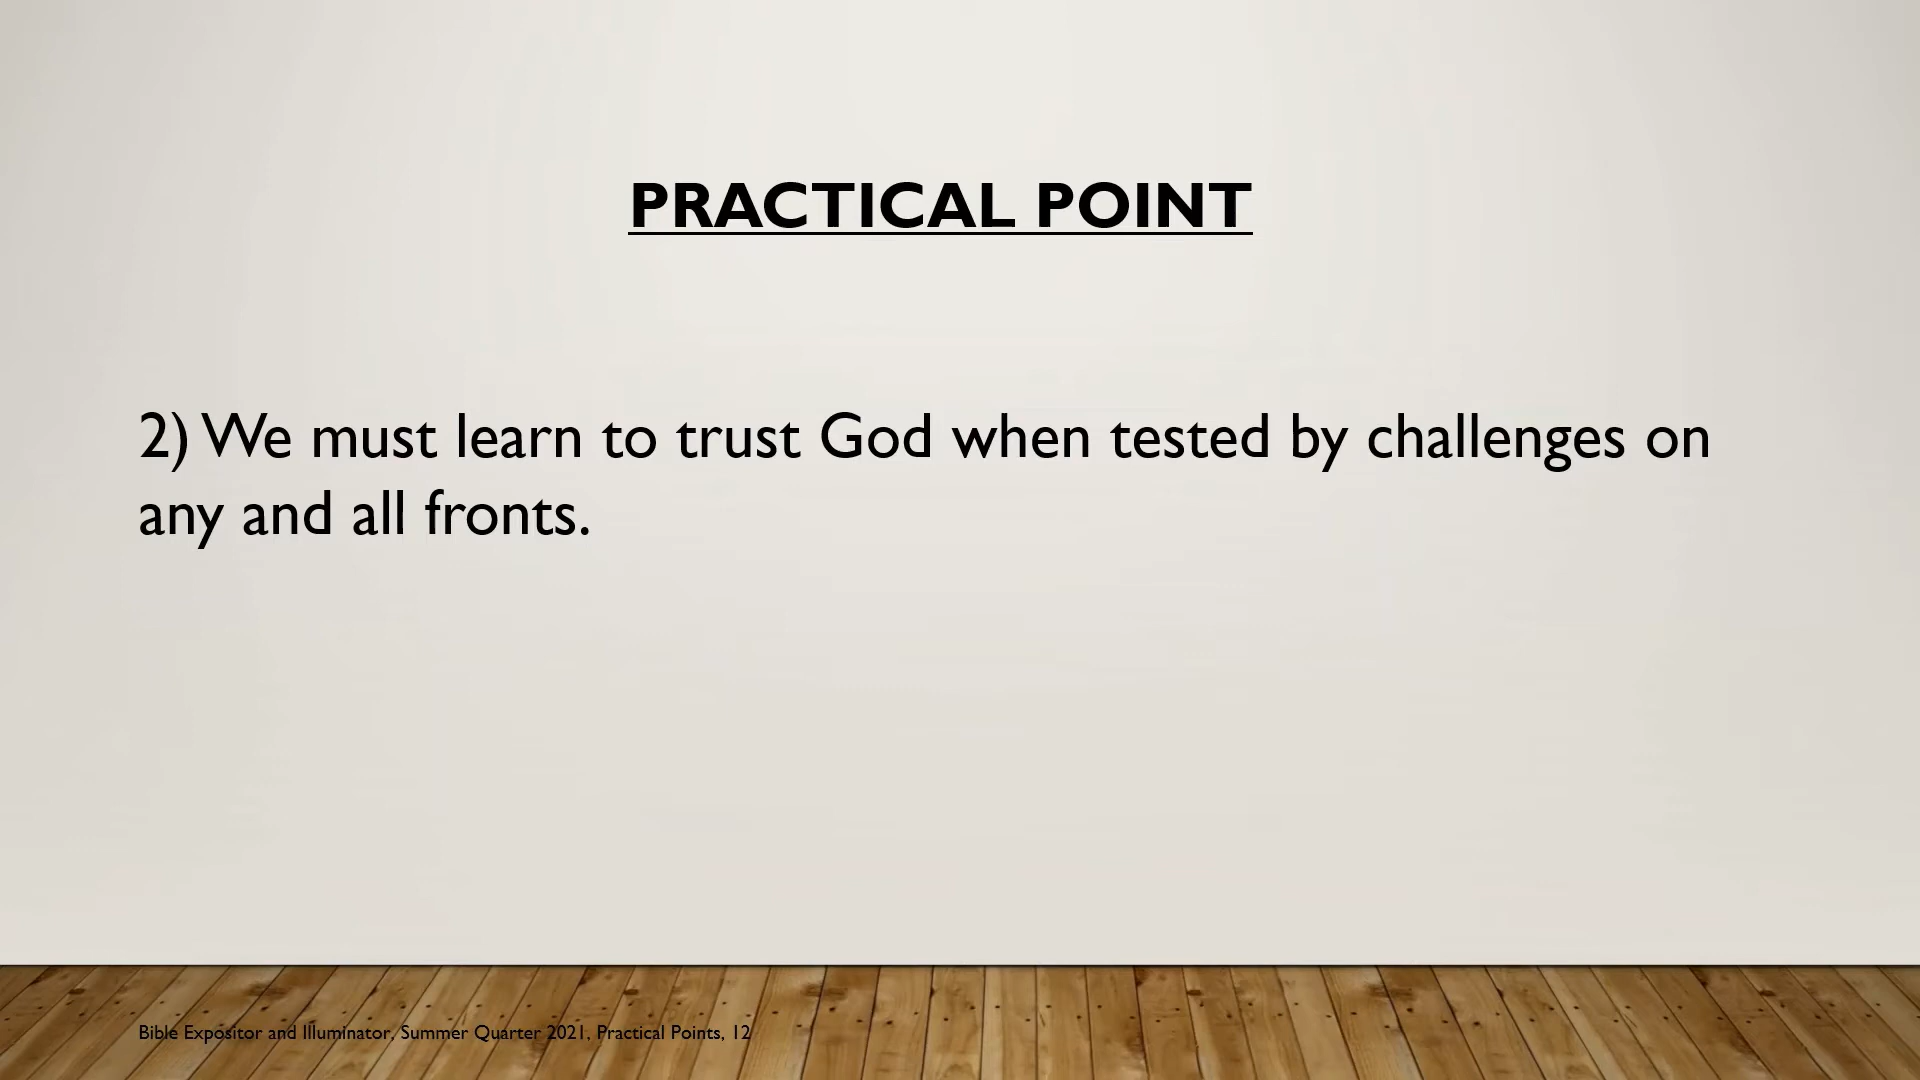 PRACTICAL POINT
2) We must learn to trust God when tested by challenges on
any and all fronts.
Bible Expositor and Illuminator, Summer Quarter 2021, Practical Points, 12